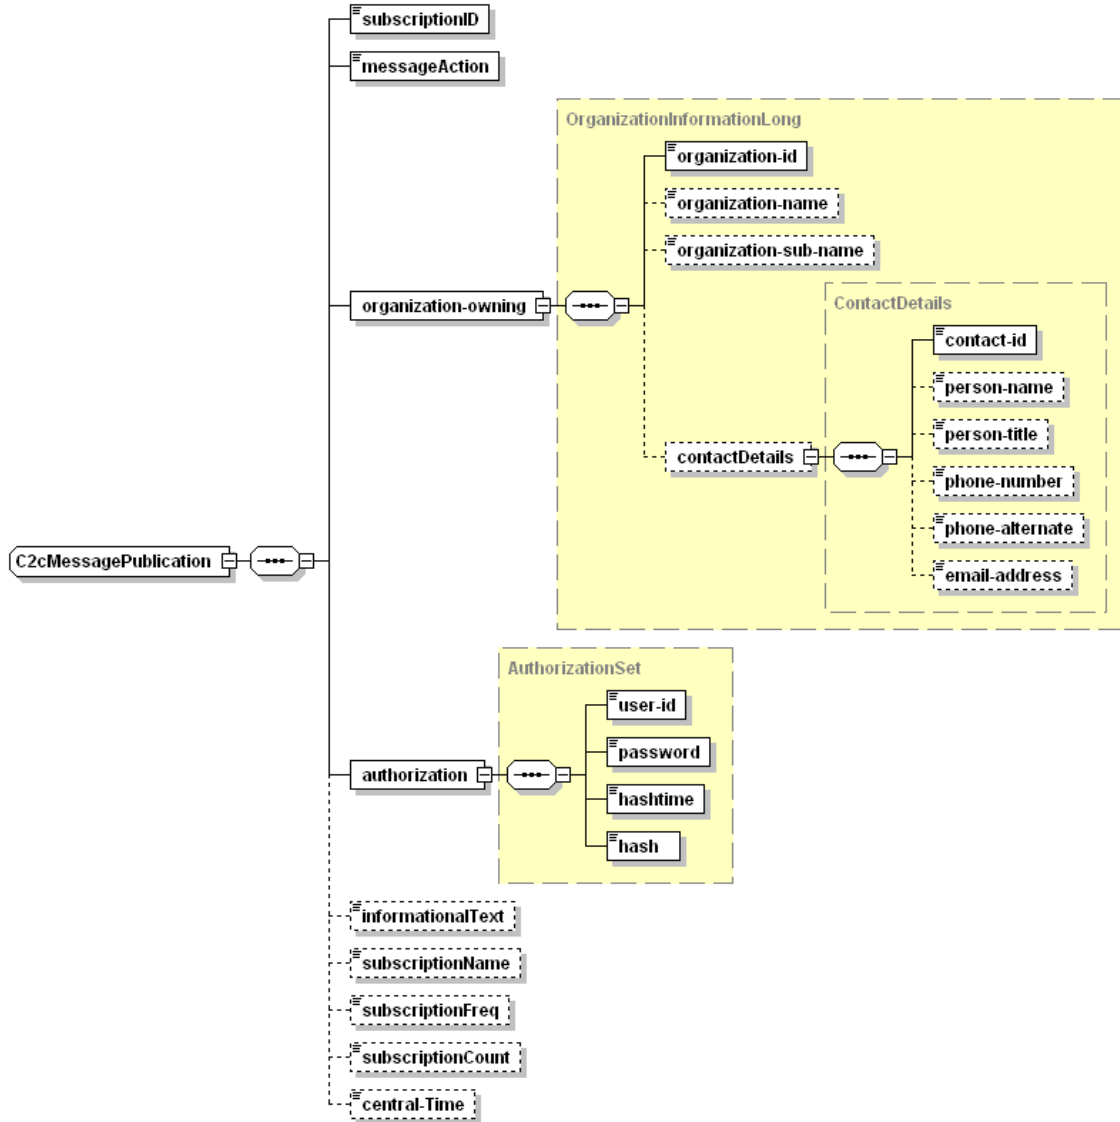 subscriptionID
messageAction
OrganizationInformationLong
organization-id
organization-name
organization-sub-name
organization-owning
ContactDetails
contact-id
person-name
person-title
contactDetails
phone-number
phone-alternate
email-address
C2cMessagePublication
AuthorizationSet
user-id
password
authorization
hashtime
hash
informationalText
subscriptionName
subscriptionFreq
subscriptionCount
central-Time